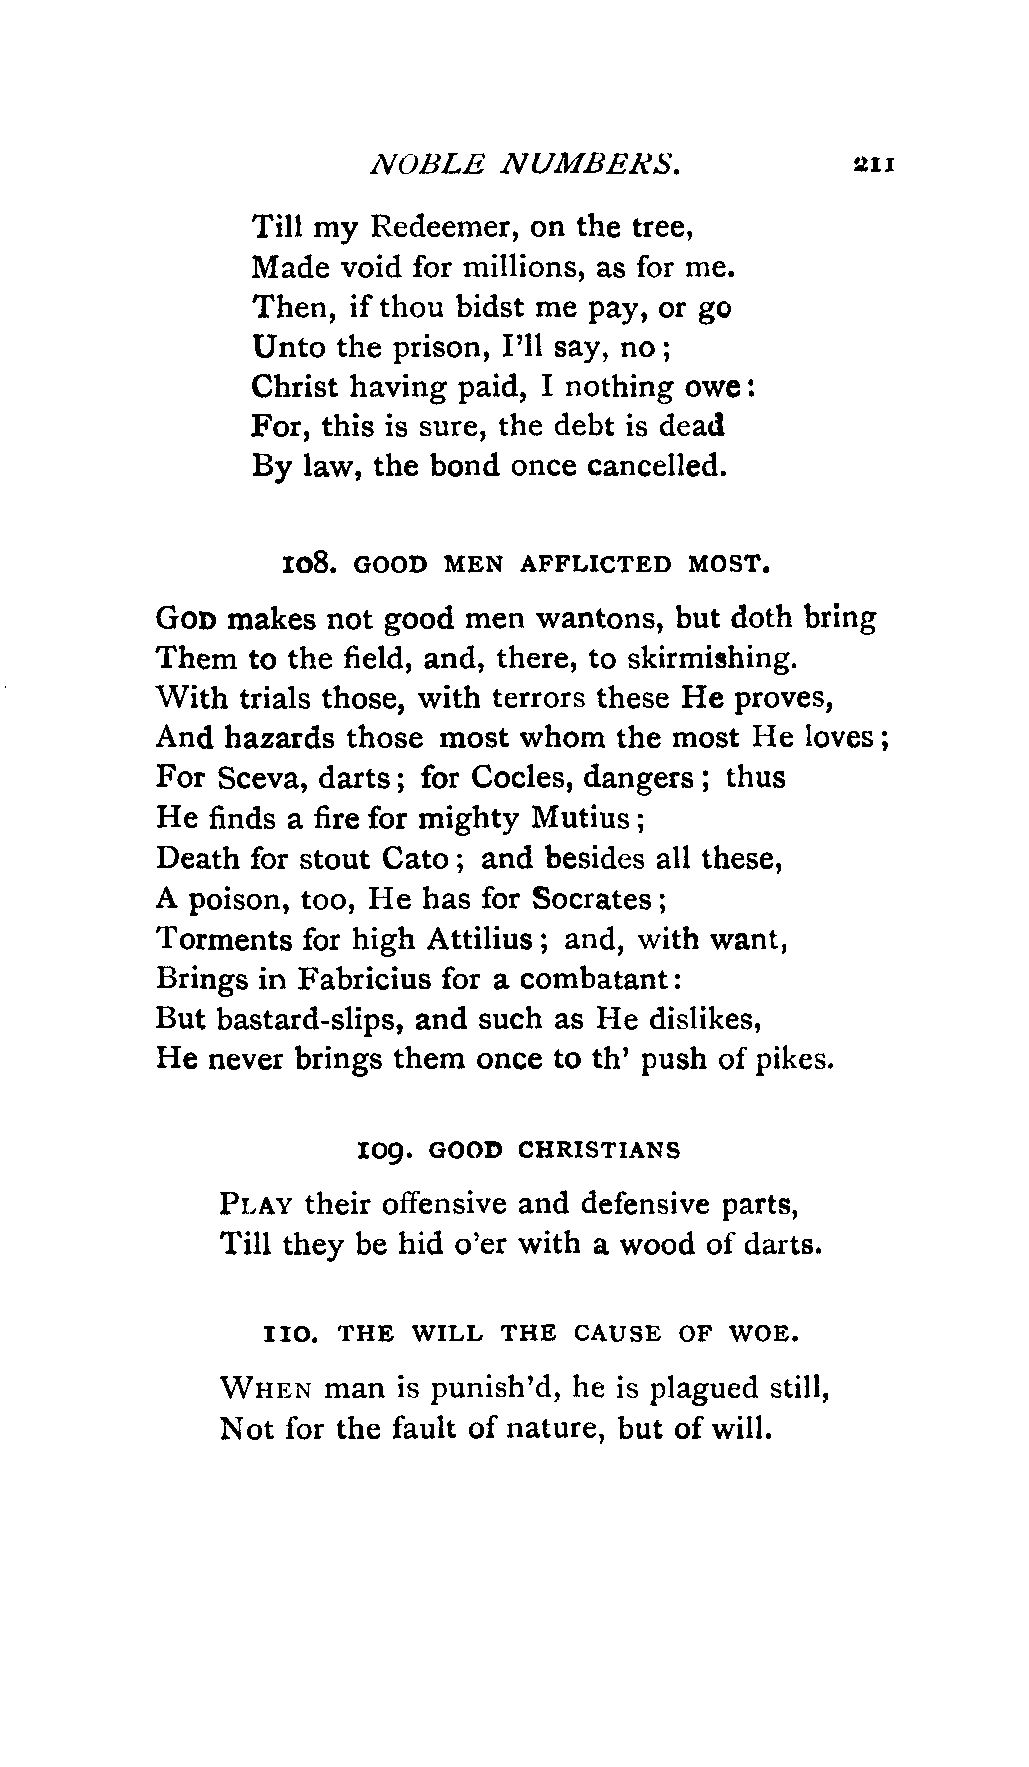 NOBLE NUMBERS. 211
Till my Redeemer, on the tree,
Made void for millions, as for me.
Then, if thou bidst me pay, or go
Unto the prison, I'll say, no;
Christ having paid, I nothing owe:
For, this is sure, the debt is dead
By law, the bond once cancelled.
108. GOOD MEN AFFLICTED MOST.
GOD makes not good men wantons, but doth bring
Them to the field, and, there, to skirmishing.
With trials those, with terrors these He proves,
And hazards those most whom the most He loves;
For Sceva, darts; for Cocles, dangers; thus
He finds a fire for mighty Mutius;
Death for stout Cato; and besides all these,
A poison, too, He has for Socrates;
Torments for high Attilius; and, with want,
Brings in Fabricius for a combatant:
But bastard-slips, and such as He dislikes,
He never brings them once to th' push of pikes.
109. GOOD CHRISTIANS
PLAY their offensive and defensive parts,
Till they be hid o'er with a wood of darts.
110. THE WILL THE CAUSE OF WOE.
WHEN man is punish'd, he is plagued still,
Not for the fault of nature, but of will.